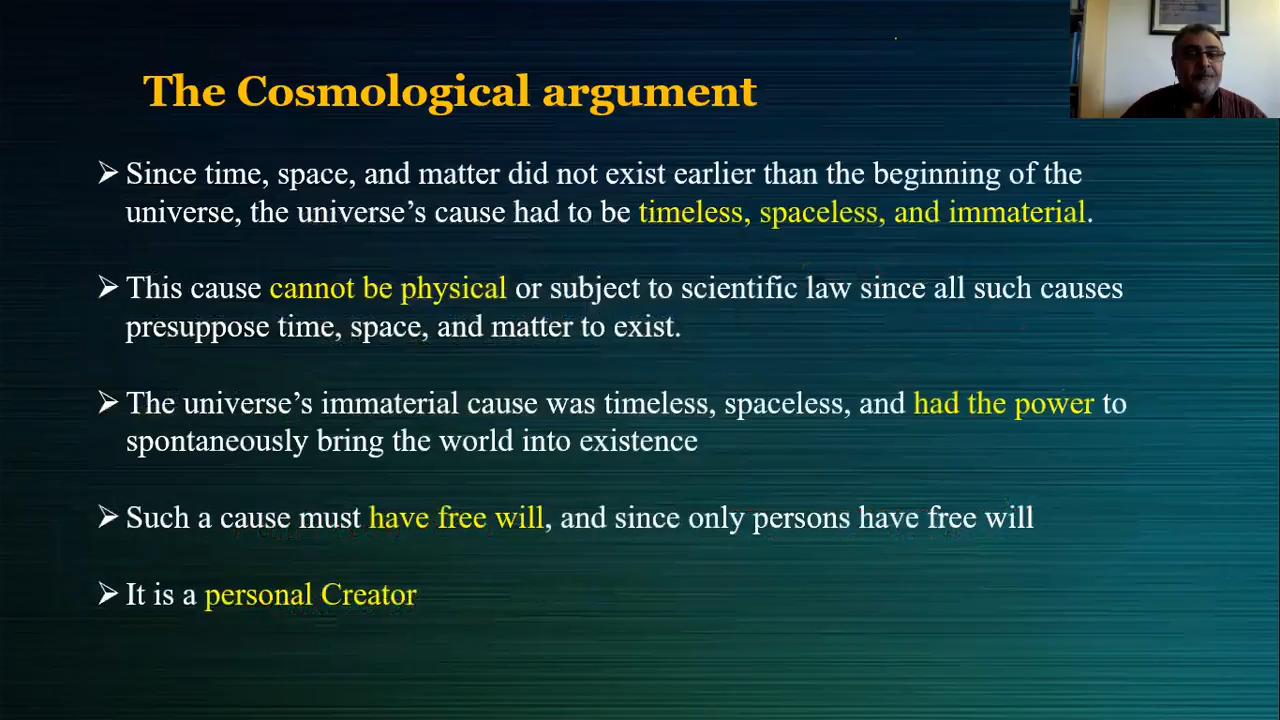 The Cosmological argument
➢ Since time, space, and matter did not exist earlier than the beginning of the
universe, the universe’s cause had to be timeless, spaceless, and immaterial.
➢ This cause cannot be physical or subject to scientific law since all such causes
presuppose time, space, and matter to exist.
➢ The universe’s immaterial cause was timeless, spaceless, and had the power to
spontaneously bring the world into existence
➢ Such a cause must have free will, and since only persons have free will
➢ It is a personal Creator